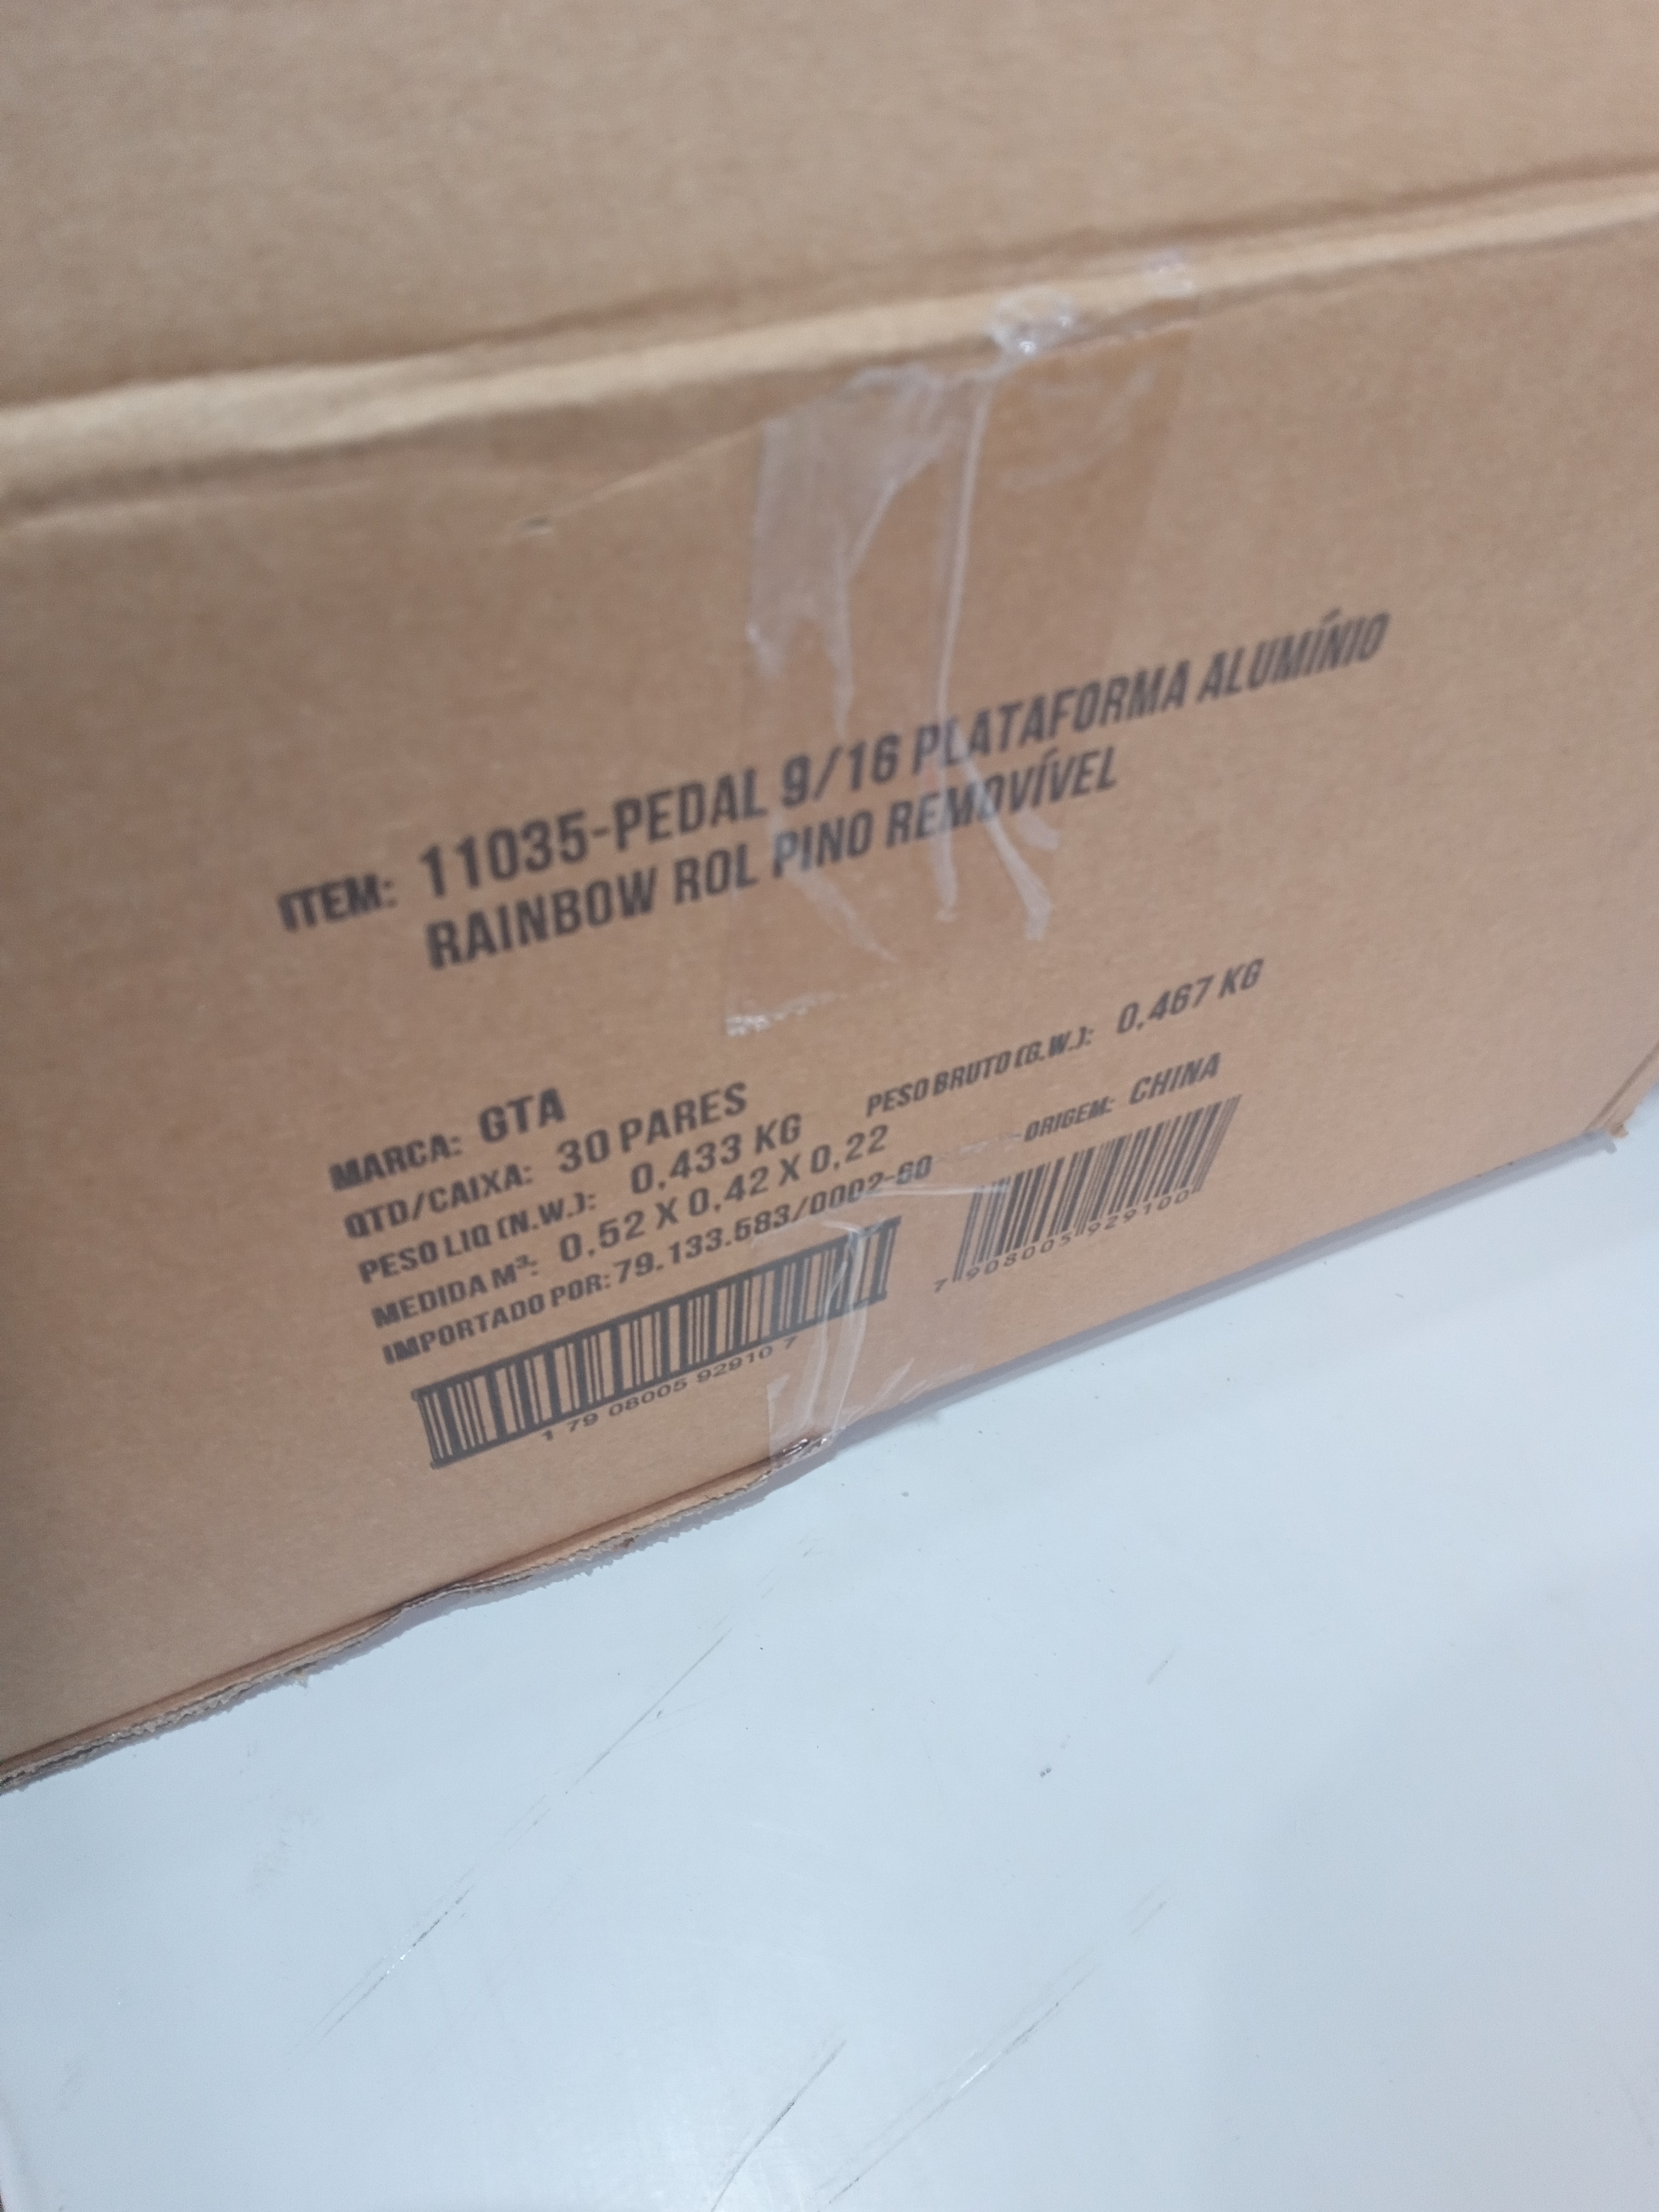 ITEM: 11035-PEDAL 9/16 PLATAFORMA ALUMÍNIO
RAINBOW ROL PINO REMOVÍVEL
MARCA: GTA
QTD/CAIXA: 30 PARES
PESO LIQ (N.W.): 0,433 KG PESO BRUTO (G.W.): 0,467 KG
MEDIDA M³: 0,52 X 0,42 X 0,22
IMPORTADO POR: 79.133.583/0002-60 ORIGEM: CHINA
1 79 08005 92910 7
7 908005 929100